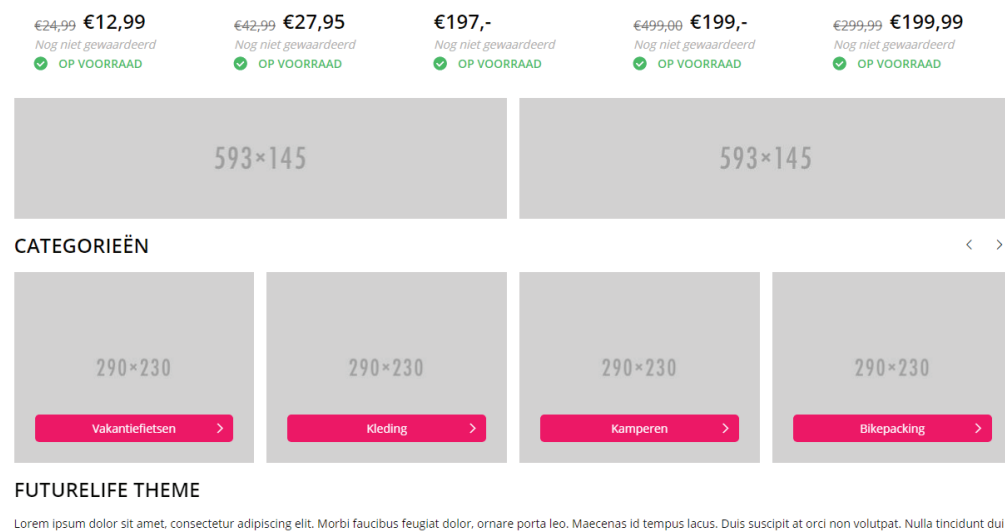 €24,99 €12,99 €42,99 €27,95 €197,- €499,00 €199,- €299,99 €199,99
Nog niet gewaardeerd Nog niet gewaardeerd Nog niet gewaardeerd Nog niet gewaardeerd Nog niet gewaardeerd
OP VOORRAAD OP VOORRAAD OP VOORRAAD OP VOORRAAD OP VOORRAAD
593×145 593×145
CATEGORIEËN
290×230 290×230 290×230 290×230
Vakantiefietsen Kleding Kamperen Bikepacking
FUTURELIFE THEME
Lorem ipsum dolor sit amet, consectetur adipiscing elit. Morbi faucibus feugiat dolor, ornare porta leo. Maecenas id tempus lacus. Duis suscipit at orci non volutpat. Nulla tincidunt dui